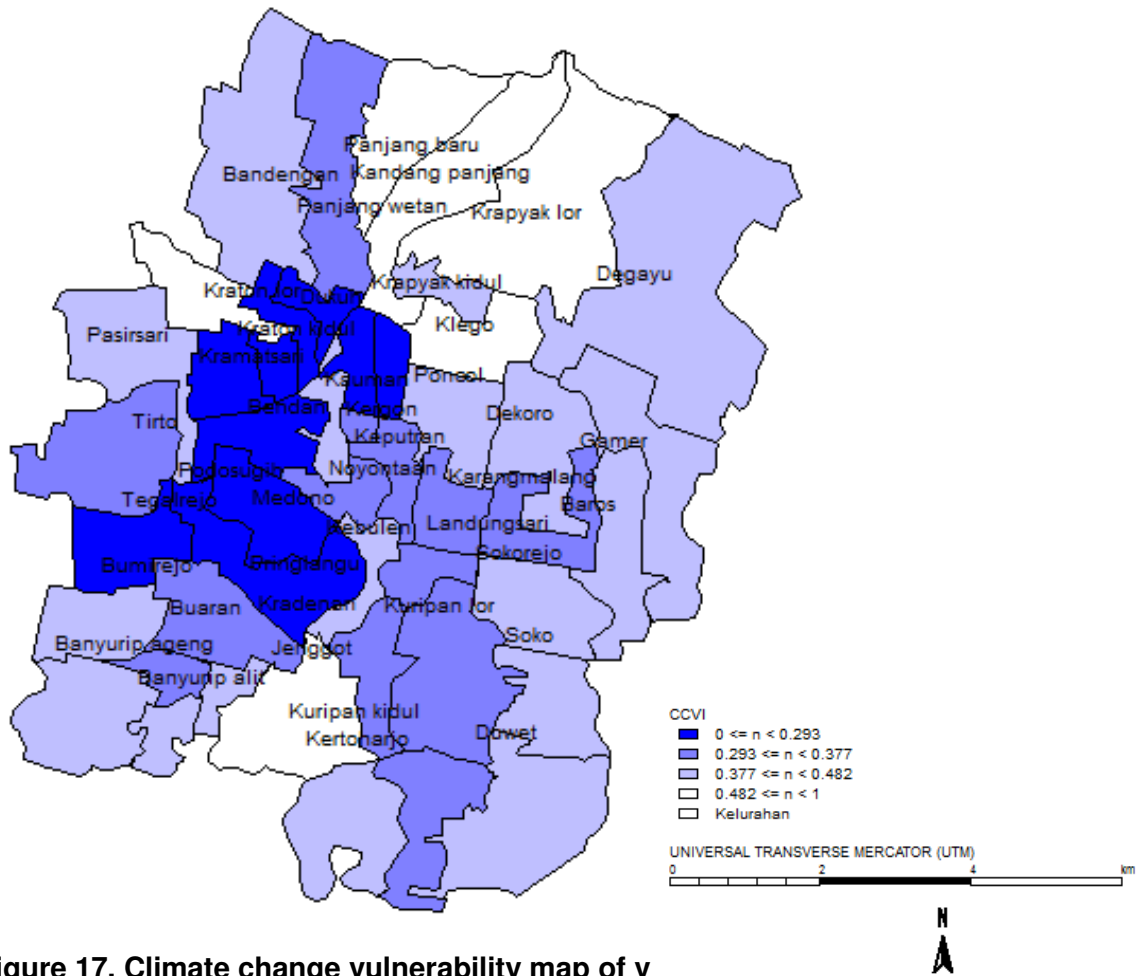 Panjang baru
Bandengan
Kandang panjang
Panjang wetan
Krapyak lor
Degayu
Krapyak kidul
Kraton lor
Dukuh
Klego
Kraton kidul
Pasirsari
Kramatsari
Kauman
Poncol
Bendan
Kergon
Dekoro
Tirto
Keputran
Gamer
Podosugih
Noyontaan
Karangmalang
Tegalrejo
Medono
Baros
Kebulen
Landungsari
Sokorejo
Bumirejo
Bringlangu
Buaran
Kradenan
Kuripan lor
Soko
Banyurip ageng
Jenggot
Banyurip alit
Kuripan kidul
Kertoharjo
Duwet
CCVI
0 <= n < 0.293
0.293 <= n < 0.377
0.377 <= n < 0.482
0.482 <= n < 1
Kelurahan
UNIVERSAL TRANSVERSE MERCATOR (UTM)
0 2 4 km
N
igure 17. Climate change vulnerability map of y